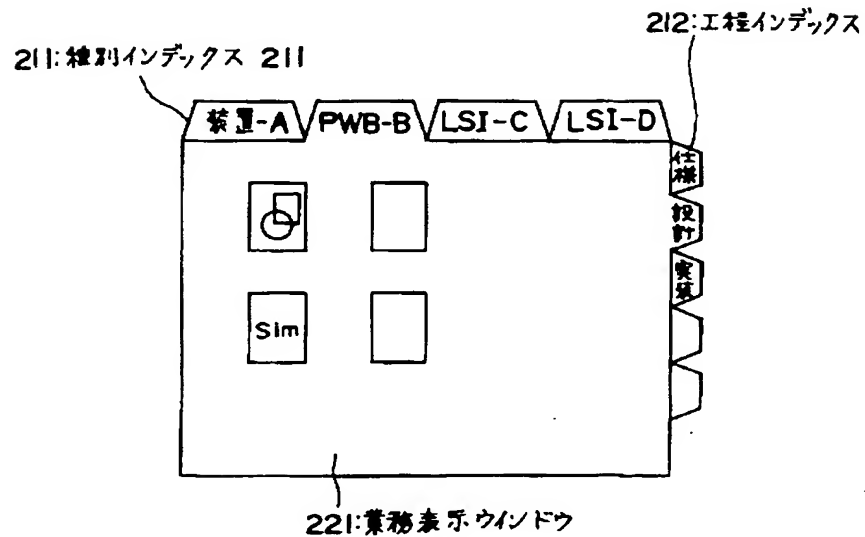 212:工程インデックス
211:種別インデックス 211
装置-A PWB-B LSI-C LSI-D
仕様
設計
実装
Sim
221:業務表示ウインドウ